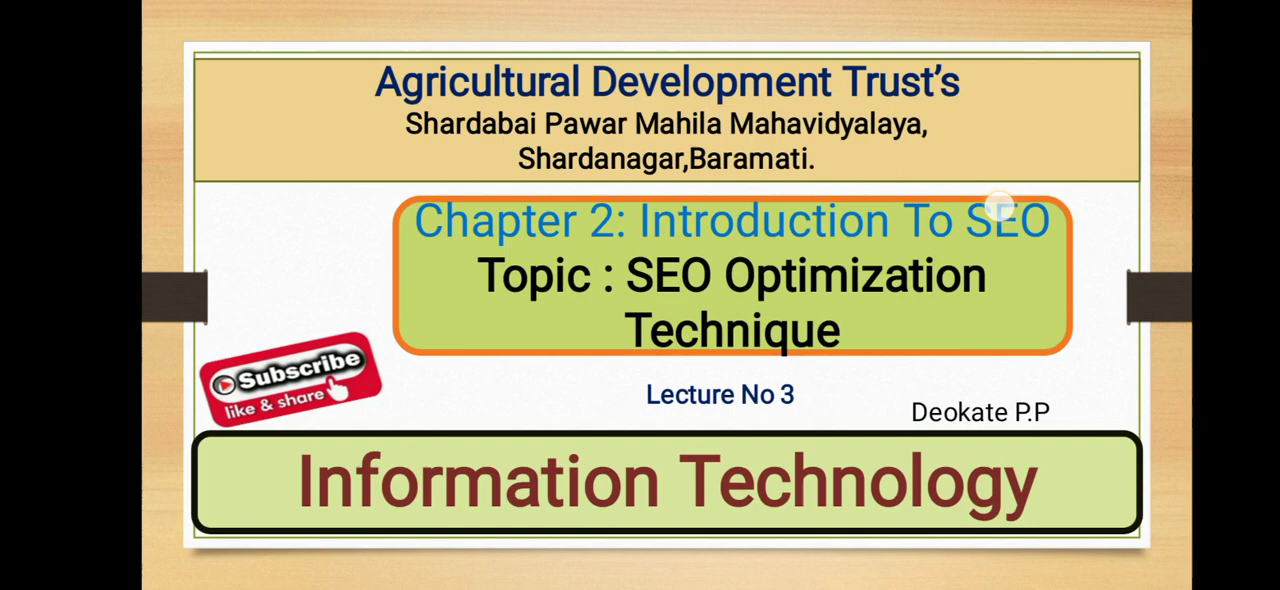 Agricultural Development Trust's
Shardabai Pawar Mahila Mahavidyalaya,
Shardanagar,Baramati.
Chapter 2: Introduction To SEO
Topic : SEO Optimization
Technique
Subscribe
like & share
Lecture No 3
Deokate P.P
Information Technology